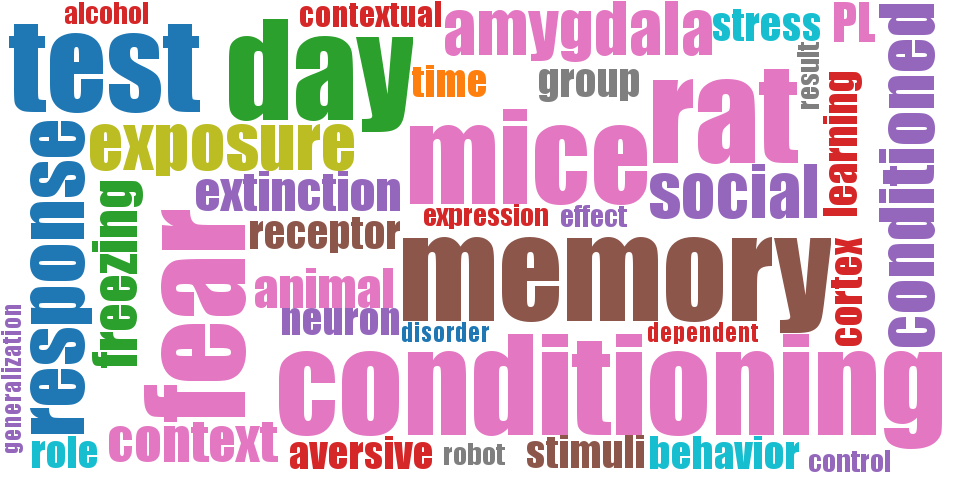 alcohol
contextual
amygdala
stress
PL
conditioned
test
day
time
group
result
rat
learning
response
exposure
mice
freezing
extinction
social
expression
effect
fear
receptor
memory
animal
neuron
disorder
dependent
cortex
generalization
conditioning
role
context
aversive
robot
stimuli
behavior
control